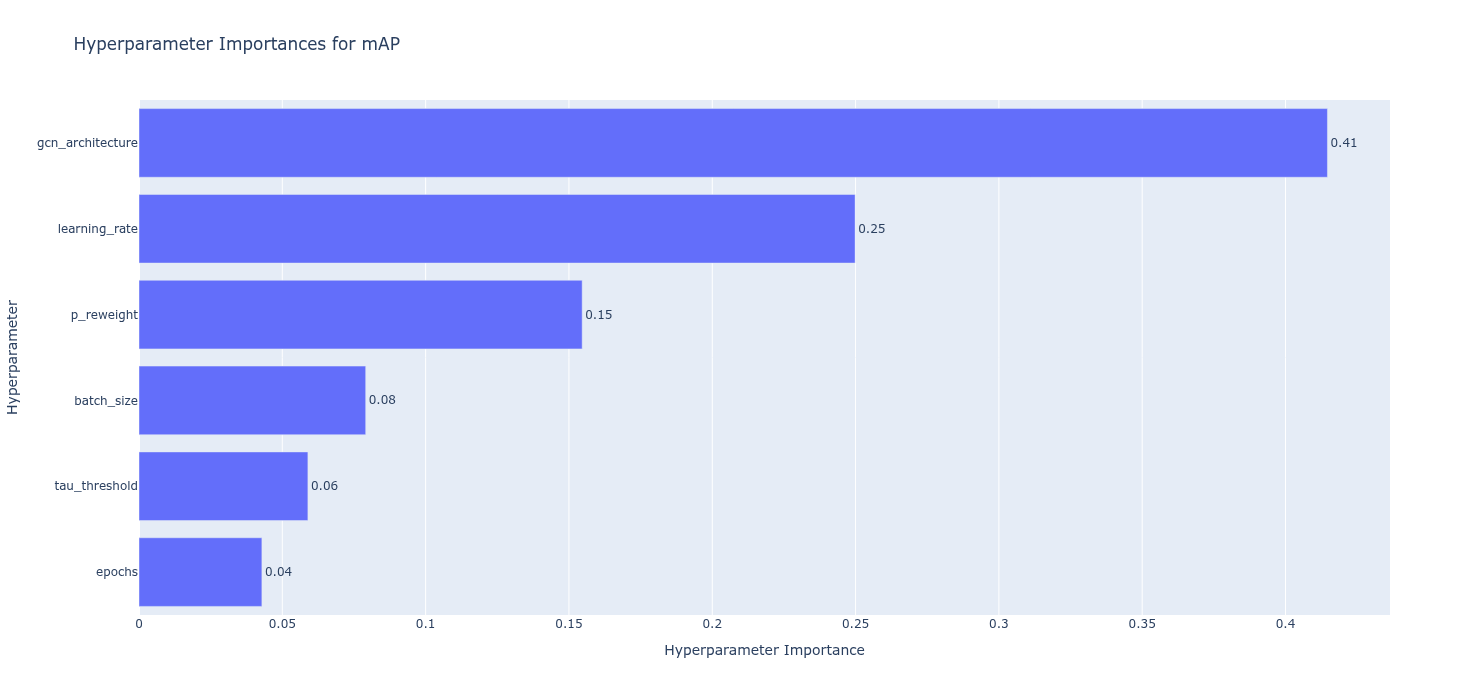 Hyperparameter Importances for mAP
Hyperparameter
gcn_architecture
0.41
learning_rate
0.25
p_reweight
0.15
batch_size
0.08
tau_threshold
0.06
epochs
0.04
0 0.05 0.1 0.15 0.2 0.25 0.3 0.35 0.4
Hyperparameter Importance